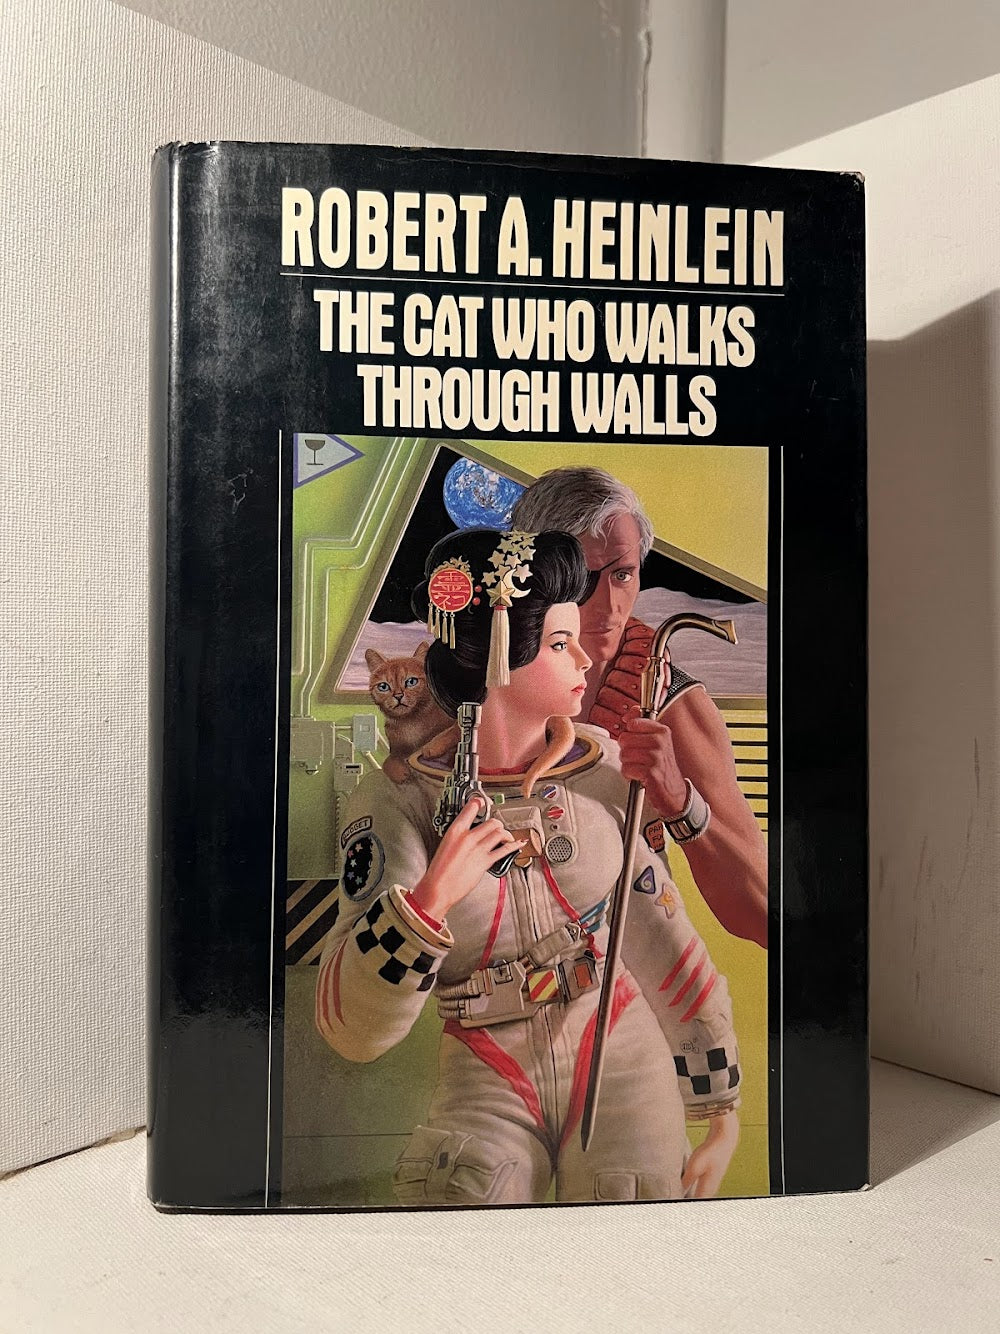 ROBERT A. HEINLEIN
THE CAT WHO WALKS
THROUGH WALLS